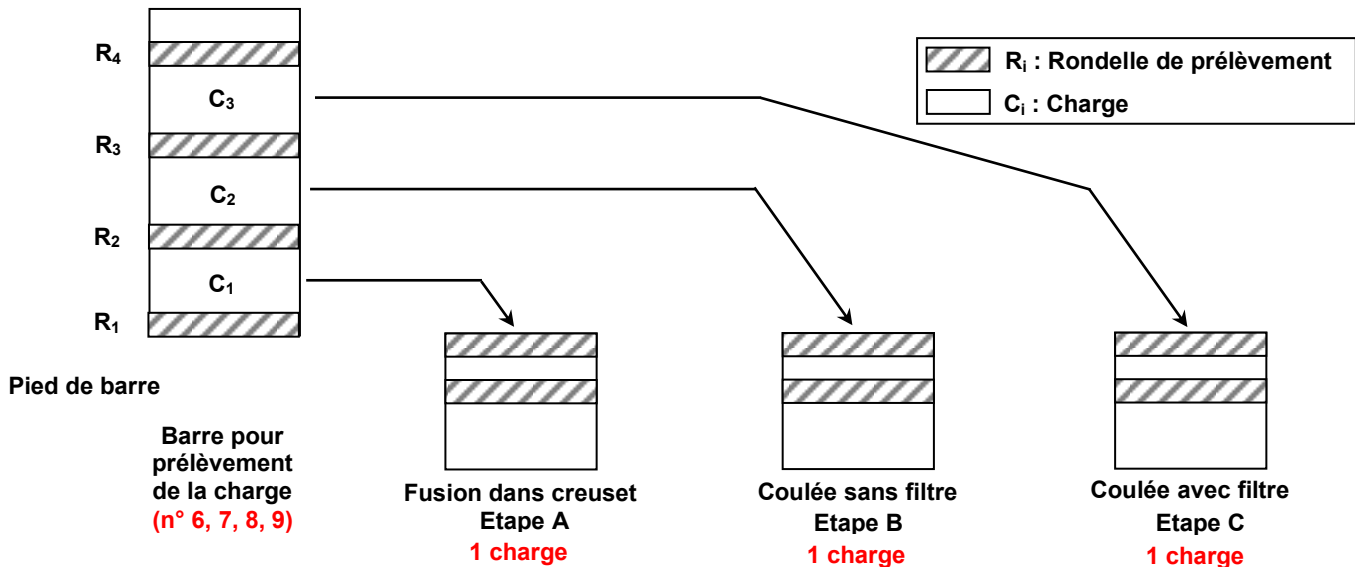 R4
C3
R3
C2
R2
C1
R1
Pied de barre
Barre pour
prélèvement
de la charge
(n° 6, 7, 8, 9)
Ri : Rondelle de prélèvement
Ci : Charge
Fusion dans creuset
Etape A
1 charge
Coulée sans filtre
Etape B
1 charge
Coulée avec filtre
Etape C
1 charge